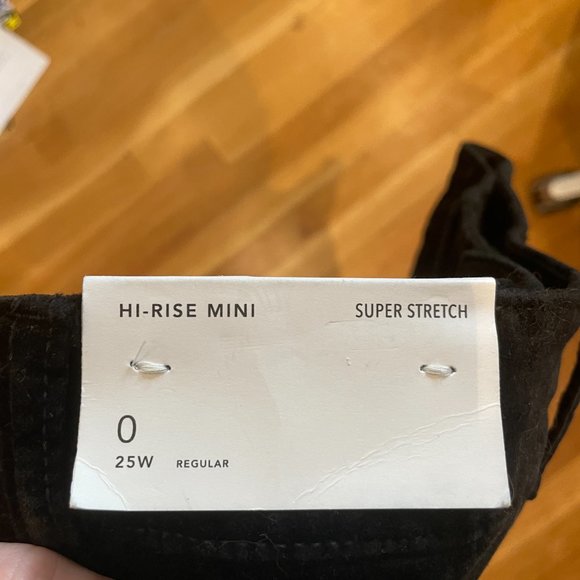 HI-RISE MINI SUPER STRETCH
0
25W REGULAR